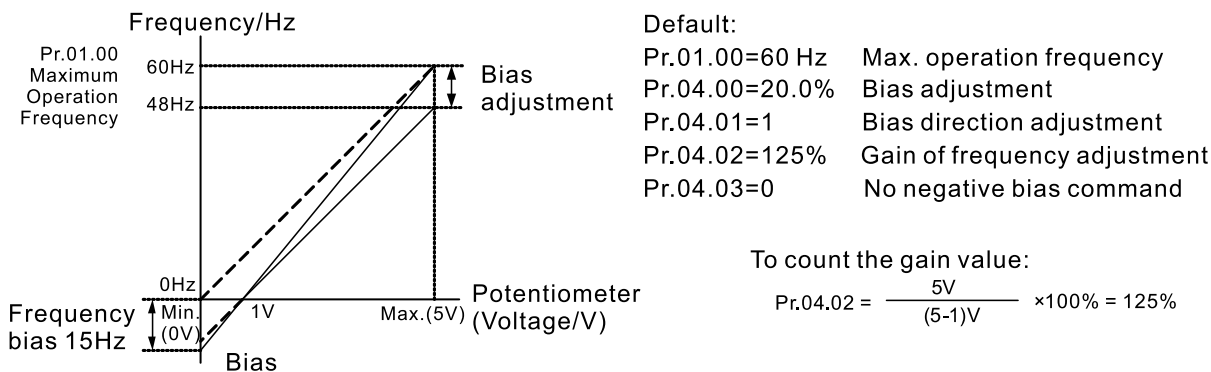 Frequency/Hz
Pr.01.00
Maximum
Operation
Frequency
60Hz
48Hz
Bias
adjustment
0Hz
Frequency
bias 15Hz
Min.
(0V)
1V
Max.(5V)
Potentiometer
(Voltage/V)
Bias
Default:
Pr.01.00=60 Hz Max. operation frequency
Pr.04.00=20.0% Bias adjustment
Pr.04.01=1 Bias direction adjustment
Pr.04.02=125% Gain of frequency adjustment
Pr.04.03=0 No negative bias command
To count the gain value:
Pr.04.02 = 5V / (5-1)V ×100% = 125%